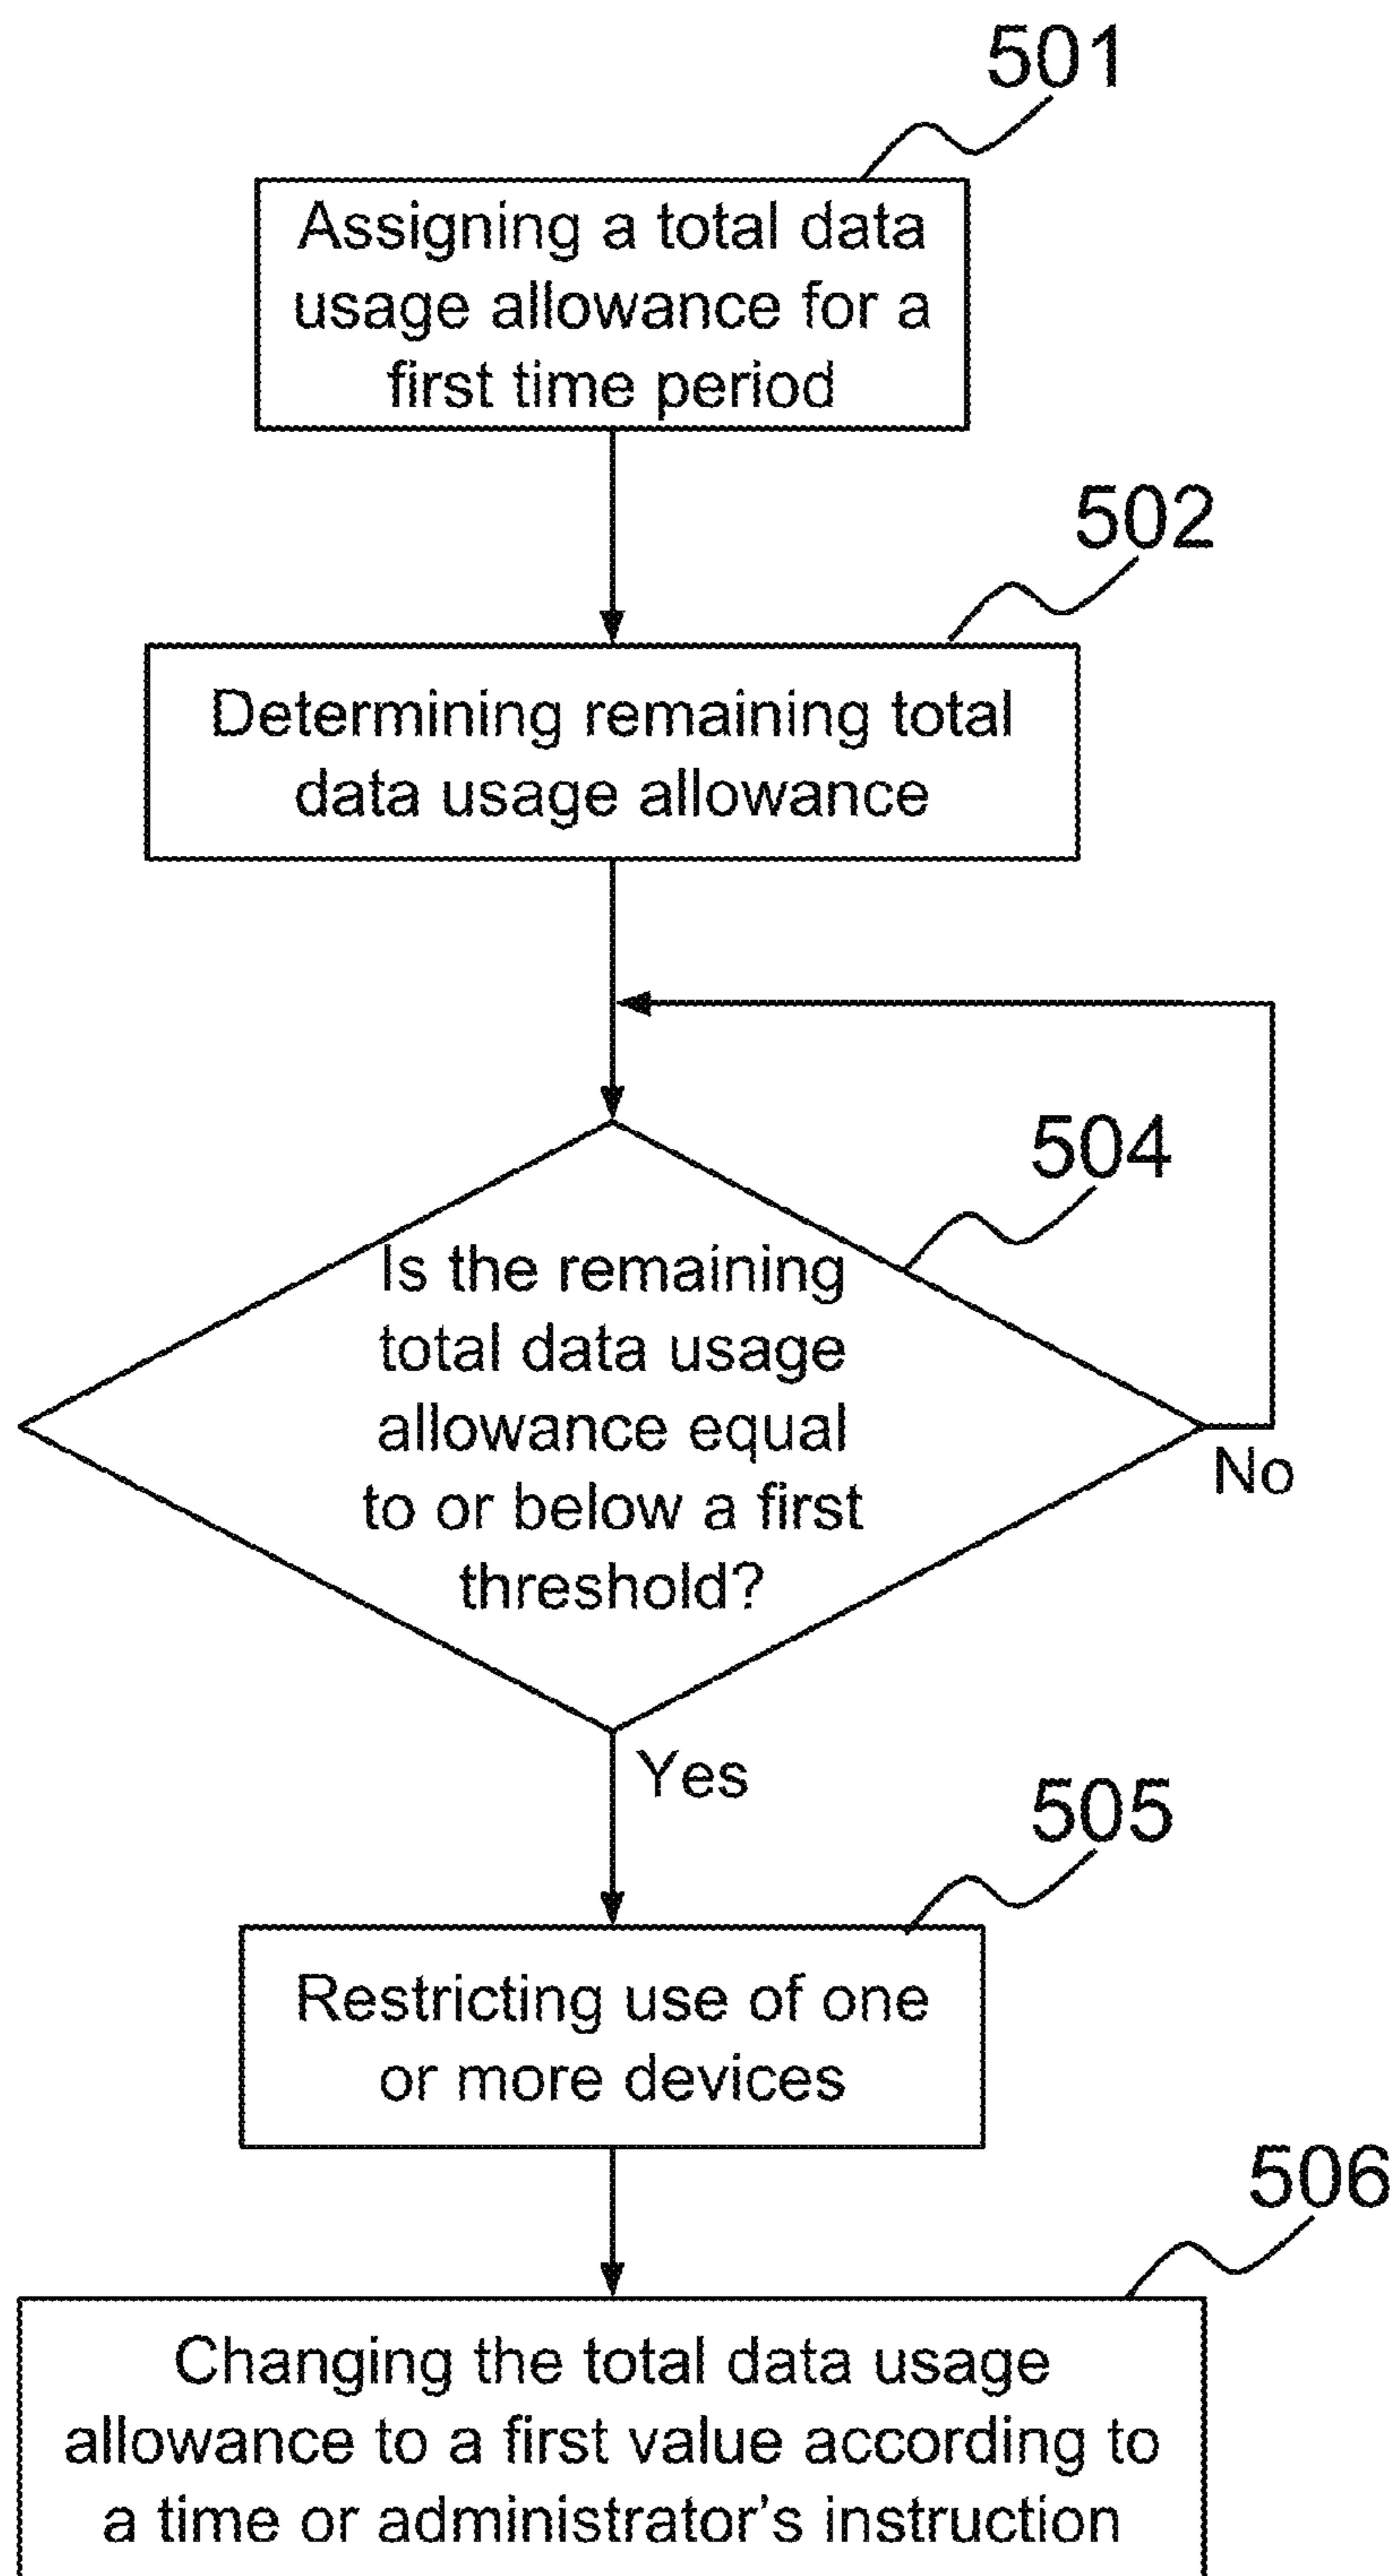 501
Assigning a total data
usage allowance for a
first time period
502
Determining remaining total
data usage allowance
504
Is the remaining
total data usage
allowance equal
to or below a first
threshold?
No
Yes
505
Restricting use of one
or more devices
506
Changing the total data usage
allowance to a first value according to
a time or administrator's instruction